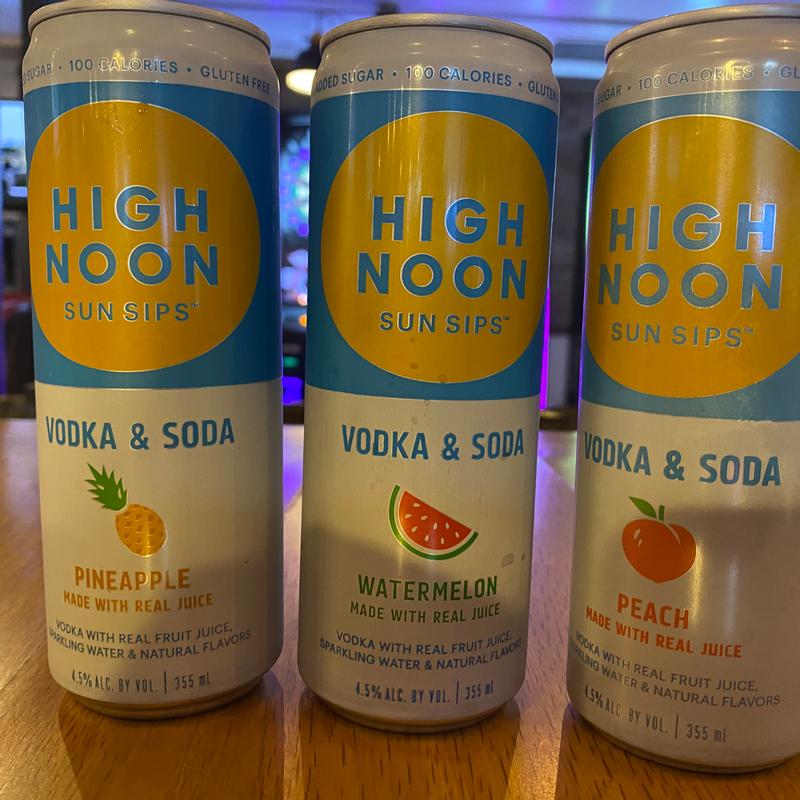 SUGAR • 100 CALORIES • GLUTEN FREE
HIGH
NOON
SUN SIPS™
VODKA & SODA
PINEAPPLE
MADE WITH REAL JUICE
VODKA WITH REAL FRUIT JUICE,
SPARKLING WATER & NATURAL FLAVORS
4.5% ALC. BY VOL. | 355 mL
ADDED SUGAR • 100 CALORIES • GLUTEN
HIGH
NOON
SUN SIPS™
VODKA & SODA
WATERMELON
MADE WITH REAL JUICE
VODKA WITH REAL FRUIT JUICE,
SPARKLING WATER & NATURAL FLAVORS
4.5% ALC. BY VOL. | 355 mL
SUGAR • 100 CALORIES • GL
HIGH
NOON
SUN SIPS™
VODKA & SODA
PEACH
MADE WITH REAL JUICE
VODKA WITH REAL FRUIT JUICE,
SPARKLING WATER & NATURAL FLAVORS
4.5% ALC. BY VOL. | 355 mL